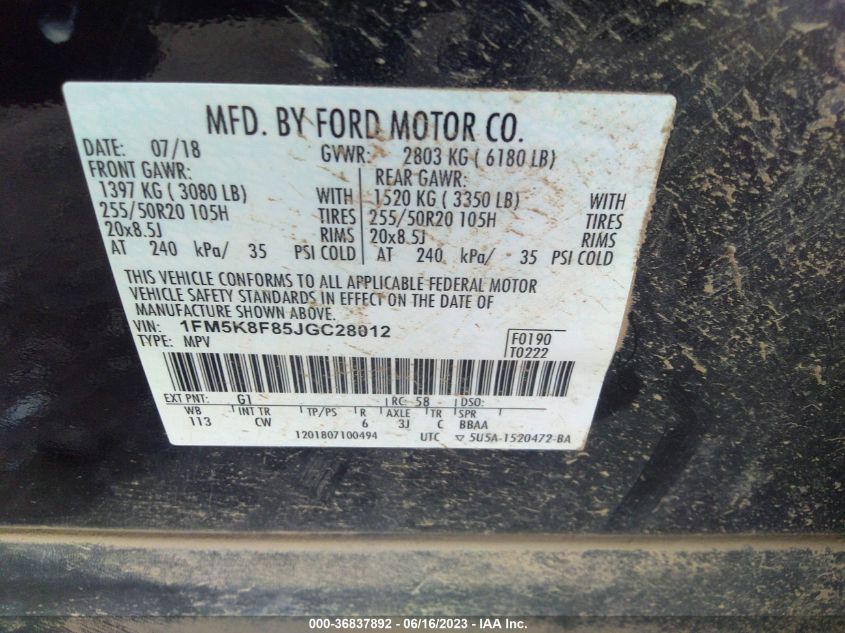 MFD. BY FORD MOTOR CO.
DATE: 07/18 GVWR: 2803 KG ( 6180 LB)
FRONT GAWR: REAR GAWR:
1397 KG ( 3080 LB) WITH 1520 KG ( 3350 LB) WITH
255/50R20 105H TIRES 255/50R20 105H TIRES
20x8.5J RIMS 20x8.5J RIMS
AT 240 kPa/ 35 PSI COLD AT 240 kPa/ 35 PSI COLD
THIS VEHICLE CONFORMS TO ALL APPLICABLE FEDERAL MOTOR
VEHICLE SAFETY STANDARDS IN EFFECT ON THE DATE OF
MANUFACTURE SHOWN ABOVE.
VIN: 1FM5K8F85JGC28012 F0190
TYPE: MPV T0222
EXT PNT: G1 RC: 58 DSO:
WB INT TR TP/PS R AXLE TR SPR
113 CW 6 3J C BBAA
1201807100494 UTC ▽ 5U5A-1520472-BA
000-36837892 - 06/16/2023 - IAA Inc.